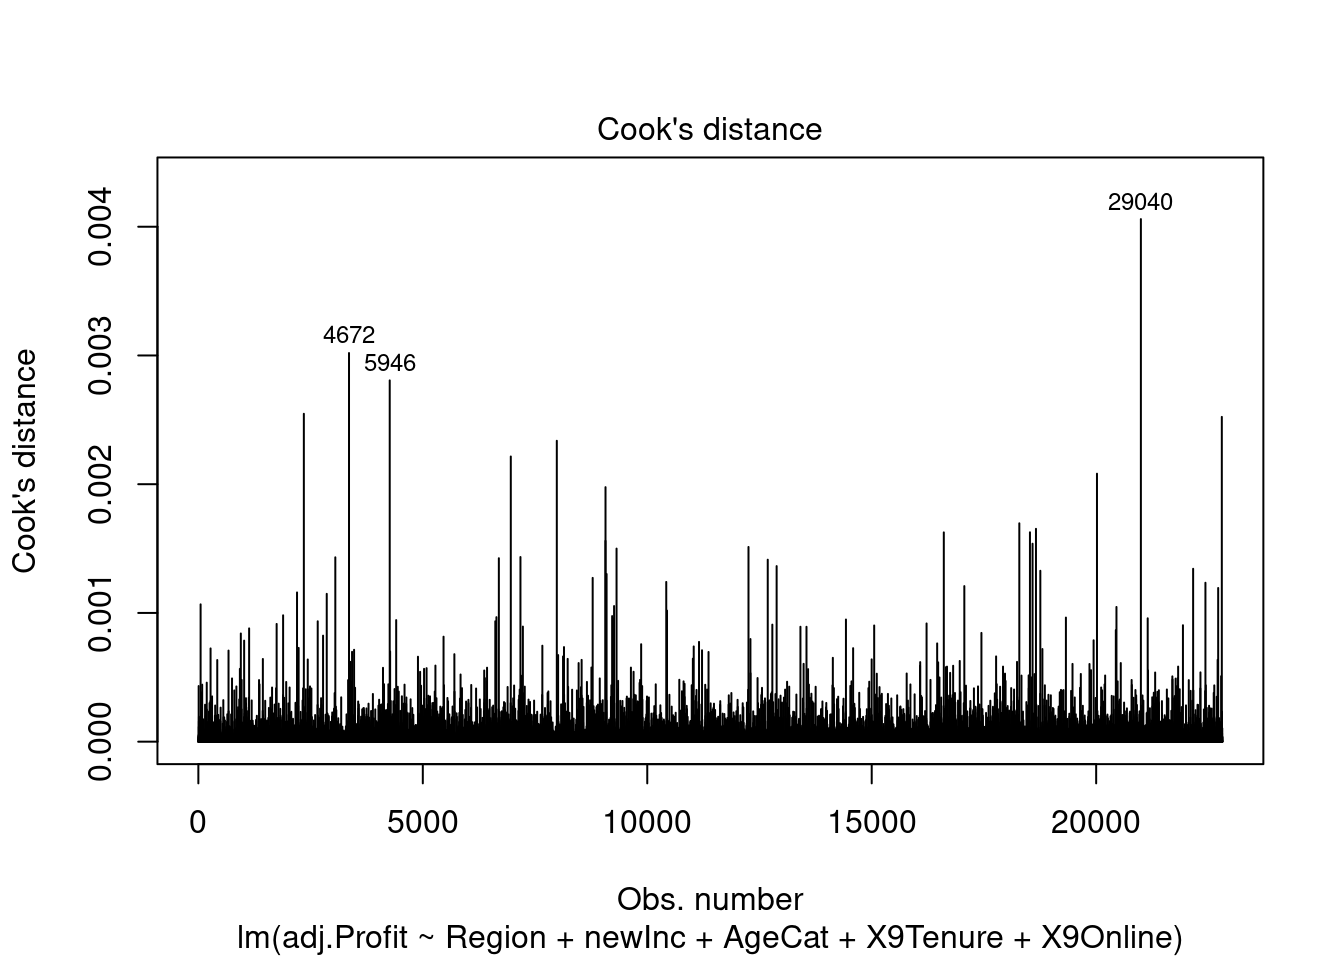 Cook's distance
29040
0.004
4672
5946
0.003
Cook's distance
0.002
0.001
0.000
0 5000 10000 15000 20000
Obs. number
lm(adj.Profit ~ Region + newInc + AgeCat + X9Tenure + X9Online)